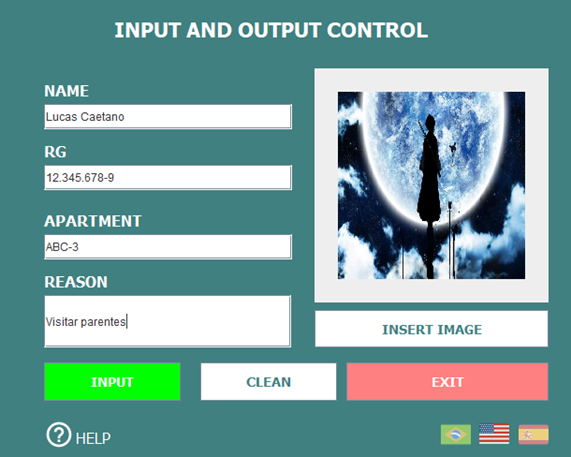 INPUT AND OUTPUT CONTROL
NAME
Lucas Caetano
RG
12.345.678-9
APARTMENT
ABC-3
REASON
Visitar parentes
INSERT IMAGE
INPUT CLEAN EXIT
? HELP